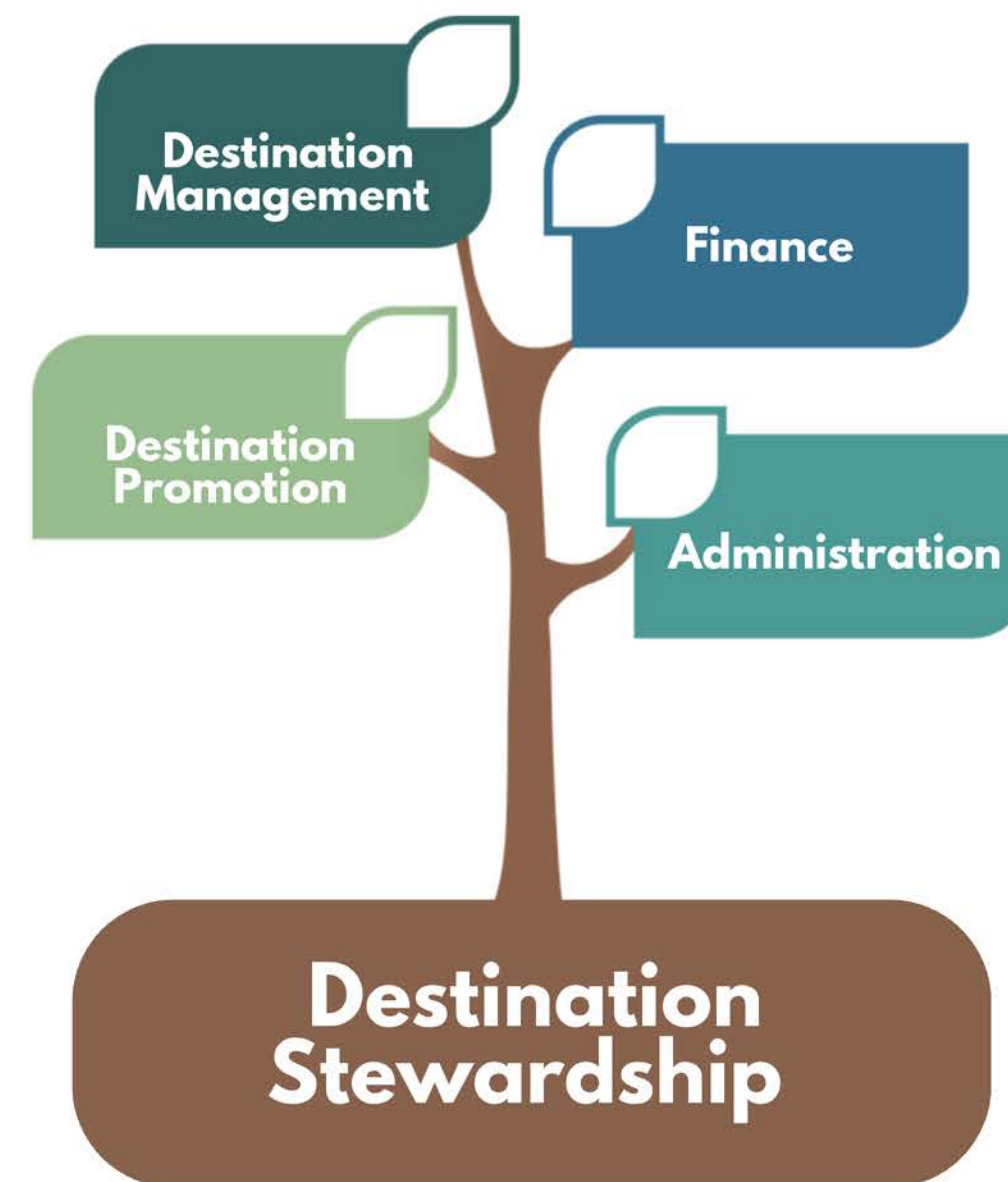 Destination
Management
Finance
Destination
Promotion
Administration
Destination
Stewardship